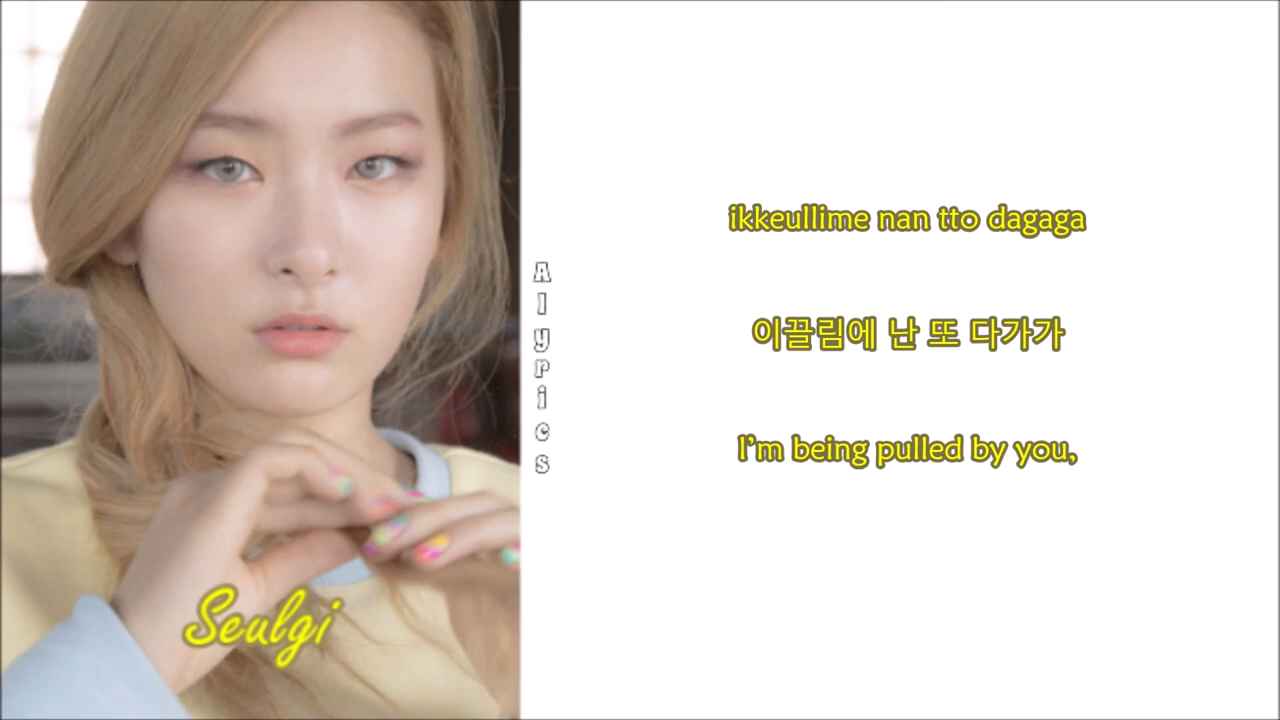 Seulgi
Alyrics
ikkeullime nan tto dagaga
이끌림에 난 또 다가가
I'm being pulled by you,